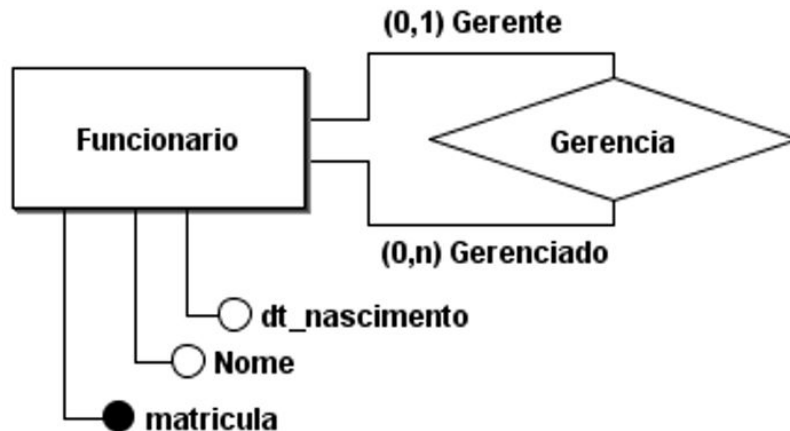 (0,1) Gerente
Funcionario
Gerencia
(0,n) Gerenciado
dt_nascimento
Nome
matricula